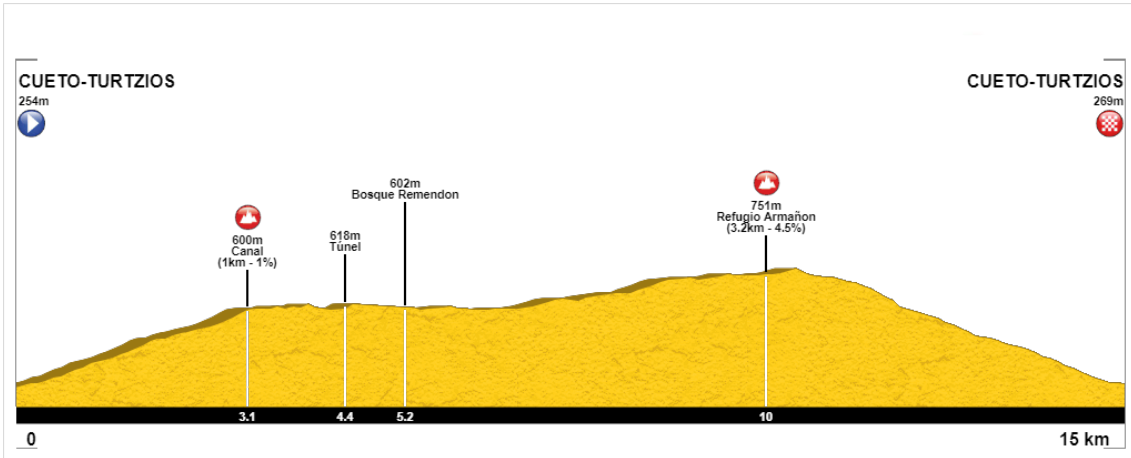 CUETO-TURTZIOS
254m
CUETO-TURTZIOS
269m
600m
Canal
(1km - 1%)
618m
Túnel
602m
Bosque Remendon
751m
Refugio Armañon
(3.2km - 4.5%)
3.1
4.4
5.2
10
0
15 km